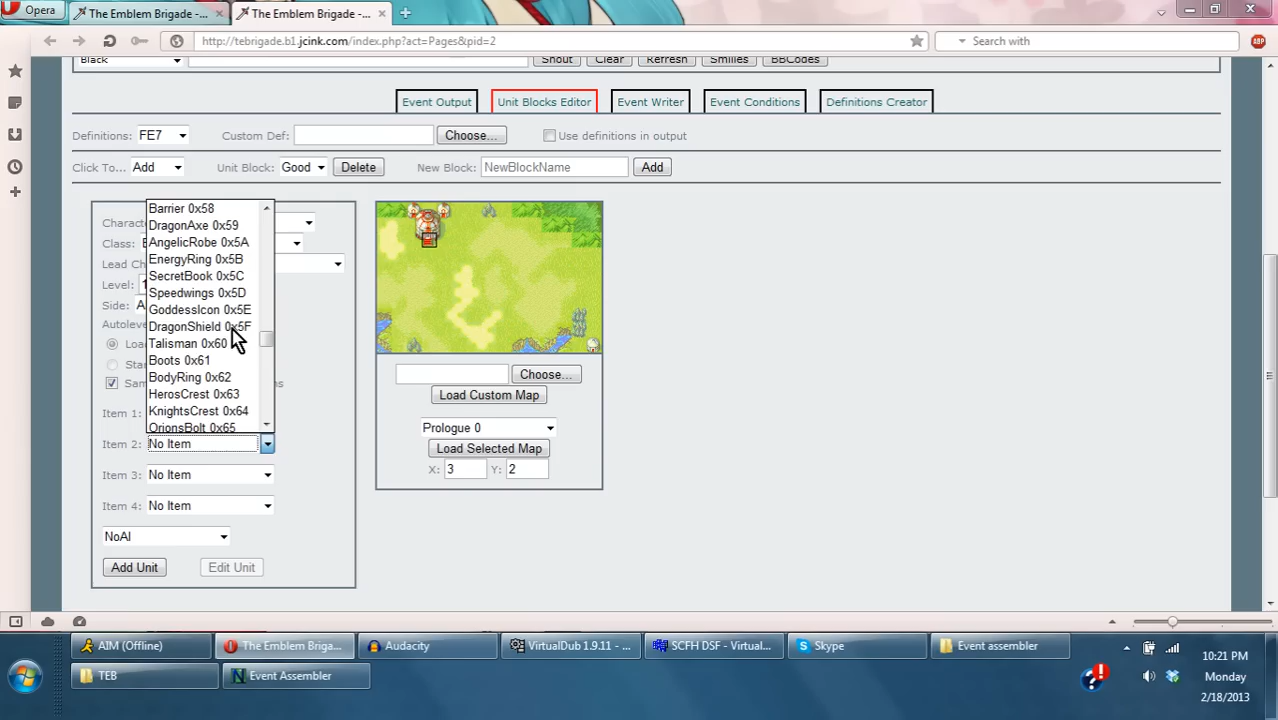 Opera
The Emblem Brigade -... ×
The Emblem Brigade -... ×
http://tebrigade.b1.jcink.com/index.php?act=Pages&pid=2
Search with
ABP
Black
Shout
Clear
Refresh
Smilies
BBCodes
Event Output
Unit Blocks Editor
Event Writer
Event Conditions
Definitions Creator
Definitions: FE7
Custom Def:
Choose...
Use definitions in output
Click To... Add
Unit Block: Good
Delete
New Block: NewBlockName
Add
Class:
Level:
Side:
Item 1:
Barrier 0x58
DragonAxe 0x59
AngelicRobe 0x5A
EnergyRing 0x5B
SecretBook 0x5C
Speedwings 0x5D
GoddessIcon 0x5E
DragonShield 0x5F
Talisman 0x60
Boots 0x61
BodyRing 0x62
HerosCrest 0x63
KnightsCrest 0x64
OrionsBolt 0x65
Item 2: No Item
Item 3: No Item
Item 4: No Item
NoAI
Add Unit
Edit Unit
Choose...
Load Custom Map
Prologue 0
Load Selected Map
X: 3 Y: 2
AIM (Offline)
The Emblem Briga...
Audacity
VirtualDub 1.9.11 - ...
SCFH DSF - Virtual...
Skype
Event assembler
TEB
Event Assembler
10:21 PM
Monday
2/18/2013